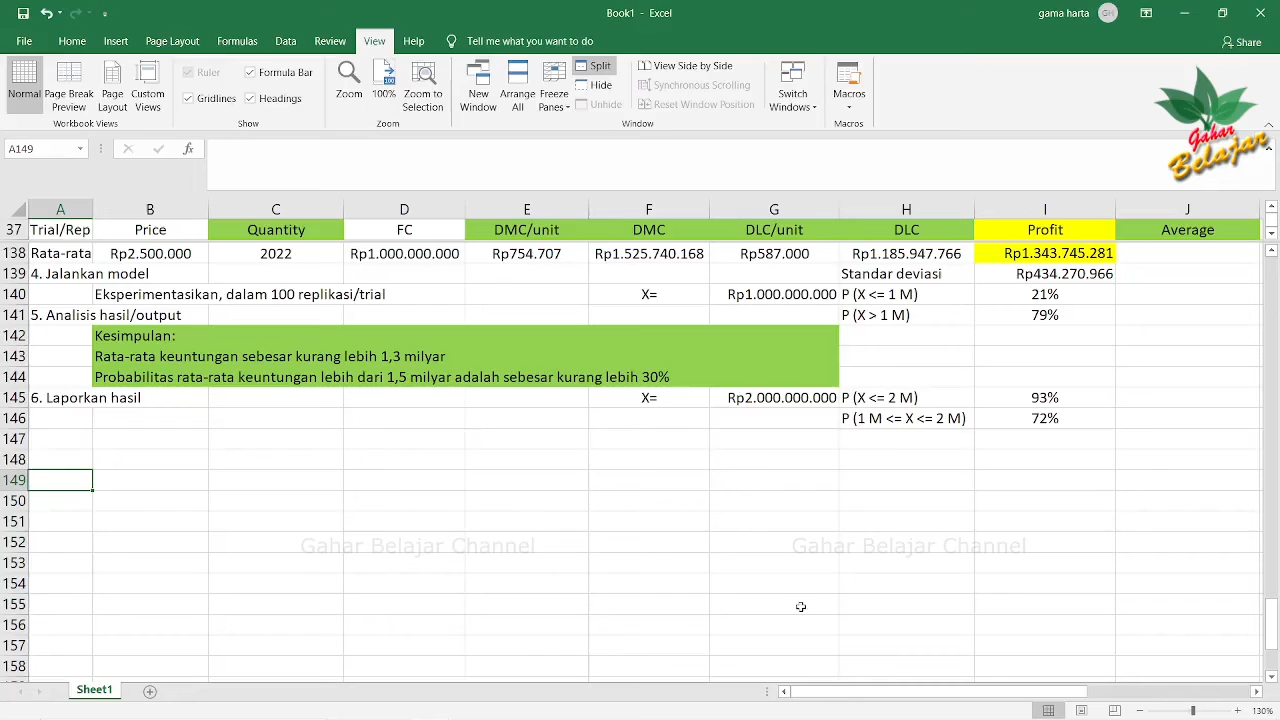 Book1 - Excel
gama harta GH
File Home Insert Page Layout Formulas Data Review View Help Tell me what you want to do Share
Normal Page Break Preview Page Layout Custom Views
Workbook Views
Ruler Formula Bar
Gridlines Headings
Show
Zoom 100% Zoom to Selection
Zoom
New Window Arrange All Freeze Panes
Split View Side by Side
Hide Synchronous Scrolling
Unhide Reset Window Position
Window
Switch Windows
Macros
Macros
Gahar
Belajar
A149 fx
A B C D E F G H I J
37 Trial/Rep Price Quantity FC DMC/unit DMC DLC/unit DLC Profit Average
138 Rata-rata Rp2.500.000 2022 Rp1.000.000.000 Rp754.707 Rp1.525.740.168 Rp587.000 Rp1.185.947.766 Rp1.343.745.281
139 4. Jalankan model Standar deviasi Rp434.270.966
140 Eksperimentasikan, dalam 100 replikasi/trial X= Rp1.000.000.000 P (X <= 1 M) 21%
141 5. Analisis hasil/output P (X > 1 M) 79%
142 Kesimpulan:
143 Rata-rata keuntungan sebesar kurang lebih 1,3 milyar
144 Probabilitas rata-rata keuntungan lebih dari 1,5 milyar adalah sebesar kurang lebih 30%
145 6. Laporkan hasil X= Rp2.000.000.000 P (X <= 2 M) 93%
146 P (1 M <= X <= 2 M) 72%
147
148
149
150
151
152 Gahar Belajar Channel Gahar Belajar Channel
153
154
155
156
157
158
Sheet1
130%